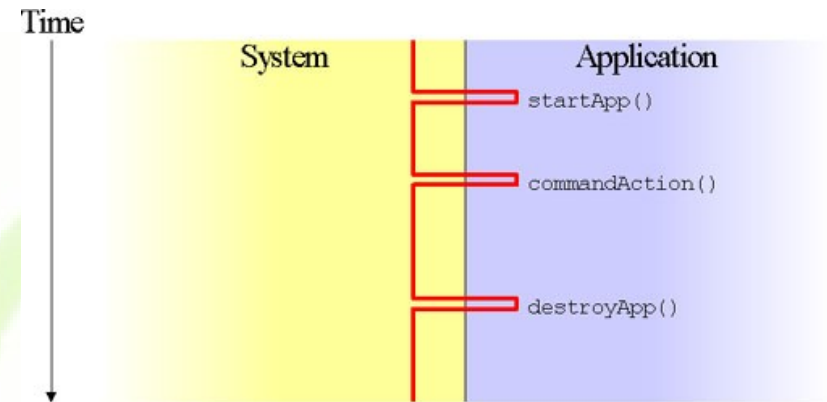 Time
System
Application
startApp()
commandAction()
destroyApp()